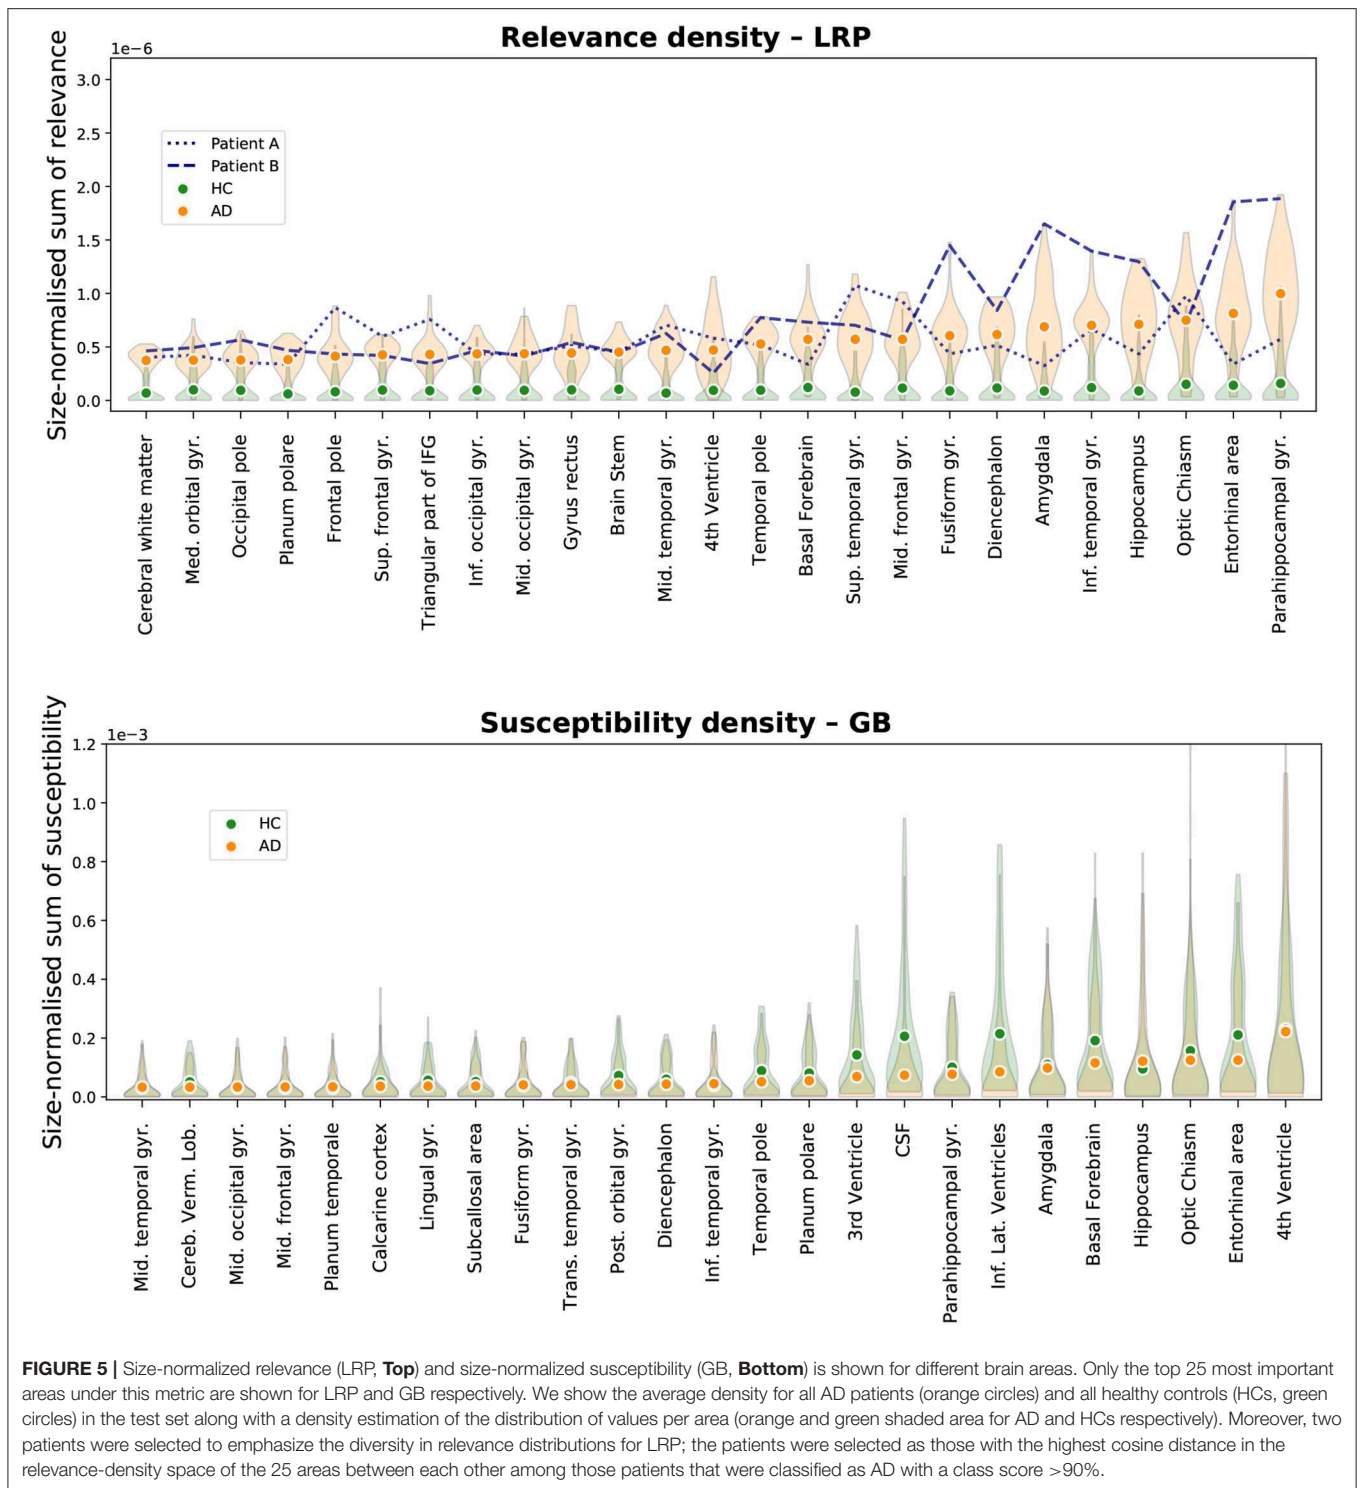 Relevance density – LRP
1e−6
Size-normalised sum of relevance
3.0
2.5
2.0
1.5
1.0
0.5
0.0
Patient A
Patient B
HC
AD
Cerebral white matter
Med. orbital gyr.
Occipital pole
Planum polare
Frontal pole
Sup. frontal gyr.
Triangular part of IFG
Inf. occipital gyr.
Mid. occipital gyr.
Gyrus rectus
Brain Stem
Mid. temporal gyr.
4th Ventricle
Temporal pole
Basal Forebrain
Sup. temporal gyr.
Mid. frontal gyr.
Fusiform gyr.
Diencephalon
Amygdala
Inf. temporal gyr.
Hippocampus
Optic Chiasm
Entorhinal area
Parahippocampal gyr.
Susceptibility density – GB
1e−3
Size-normalised sum of susceptibility
1.2
1.0
0.8
0.6
0.4
0.2
0.0
HC
AD
Mid. temporal gyr.
Cereb. Verm. Lob.
Mid. occipital gyr.
Mid. frontal gyr.
Planum temporale
Calcarine cortex
Lingual gyr.
Subcallosal area
Fusiform gyr.
Trans. temporal gyr.
Post. orbital gyr.
Diencephalon
Inf. temporal gyr.
Temporal pole
Planum polare
3rd Ventricle
CSF
Parahippocampal gyr.
Inf. Lat. Ventricles
Amygdala
Basal Forebrain
Hippocampus
Optic Chiasm
Entorhinal area
4th Ventricle
FIGURE 5 | Size-normalized relevance (LRP, Top) and size-normalized susceptibility (GB, Bottom) is shown for different brain areas. Only the top 25 most important
areas under this metric are shown for LRP and GB respectively. We show the average density for all AD patients (orange circles) and all healthy controls (HCs, green
circles) in the test set along with a density estimation of the distribution of values per area (orange and green shaded area for AD and HCs respectively). Moreover, two
patients were selected to emphasize the diversity in relevance distributions for LRP; the patients were selected as those with the highest cosine distance in the
relevance-density space of the 25 areas between each other among those patients that were classified as AD with a class score >90%.